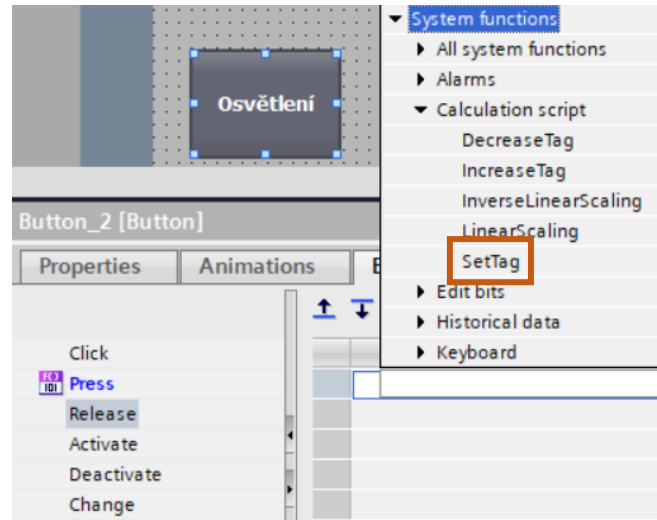 System functions
All system functions
Alarms
Calculation script
DecreaseTag
IncreaseTag
InverseLinearScaling
LinearScaling
SetTag
Edit bits
Historical data
Keyboard
Osvětlení
Button_2 [Button]
Properties Animations E
Click
Press
Release
Activate
Deactivate
Change